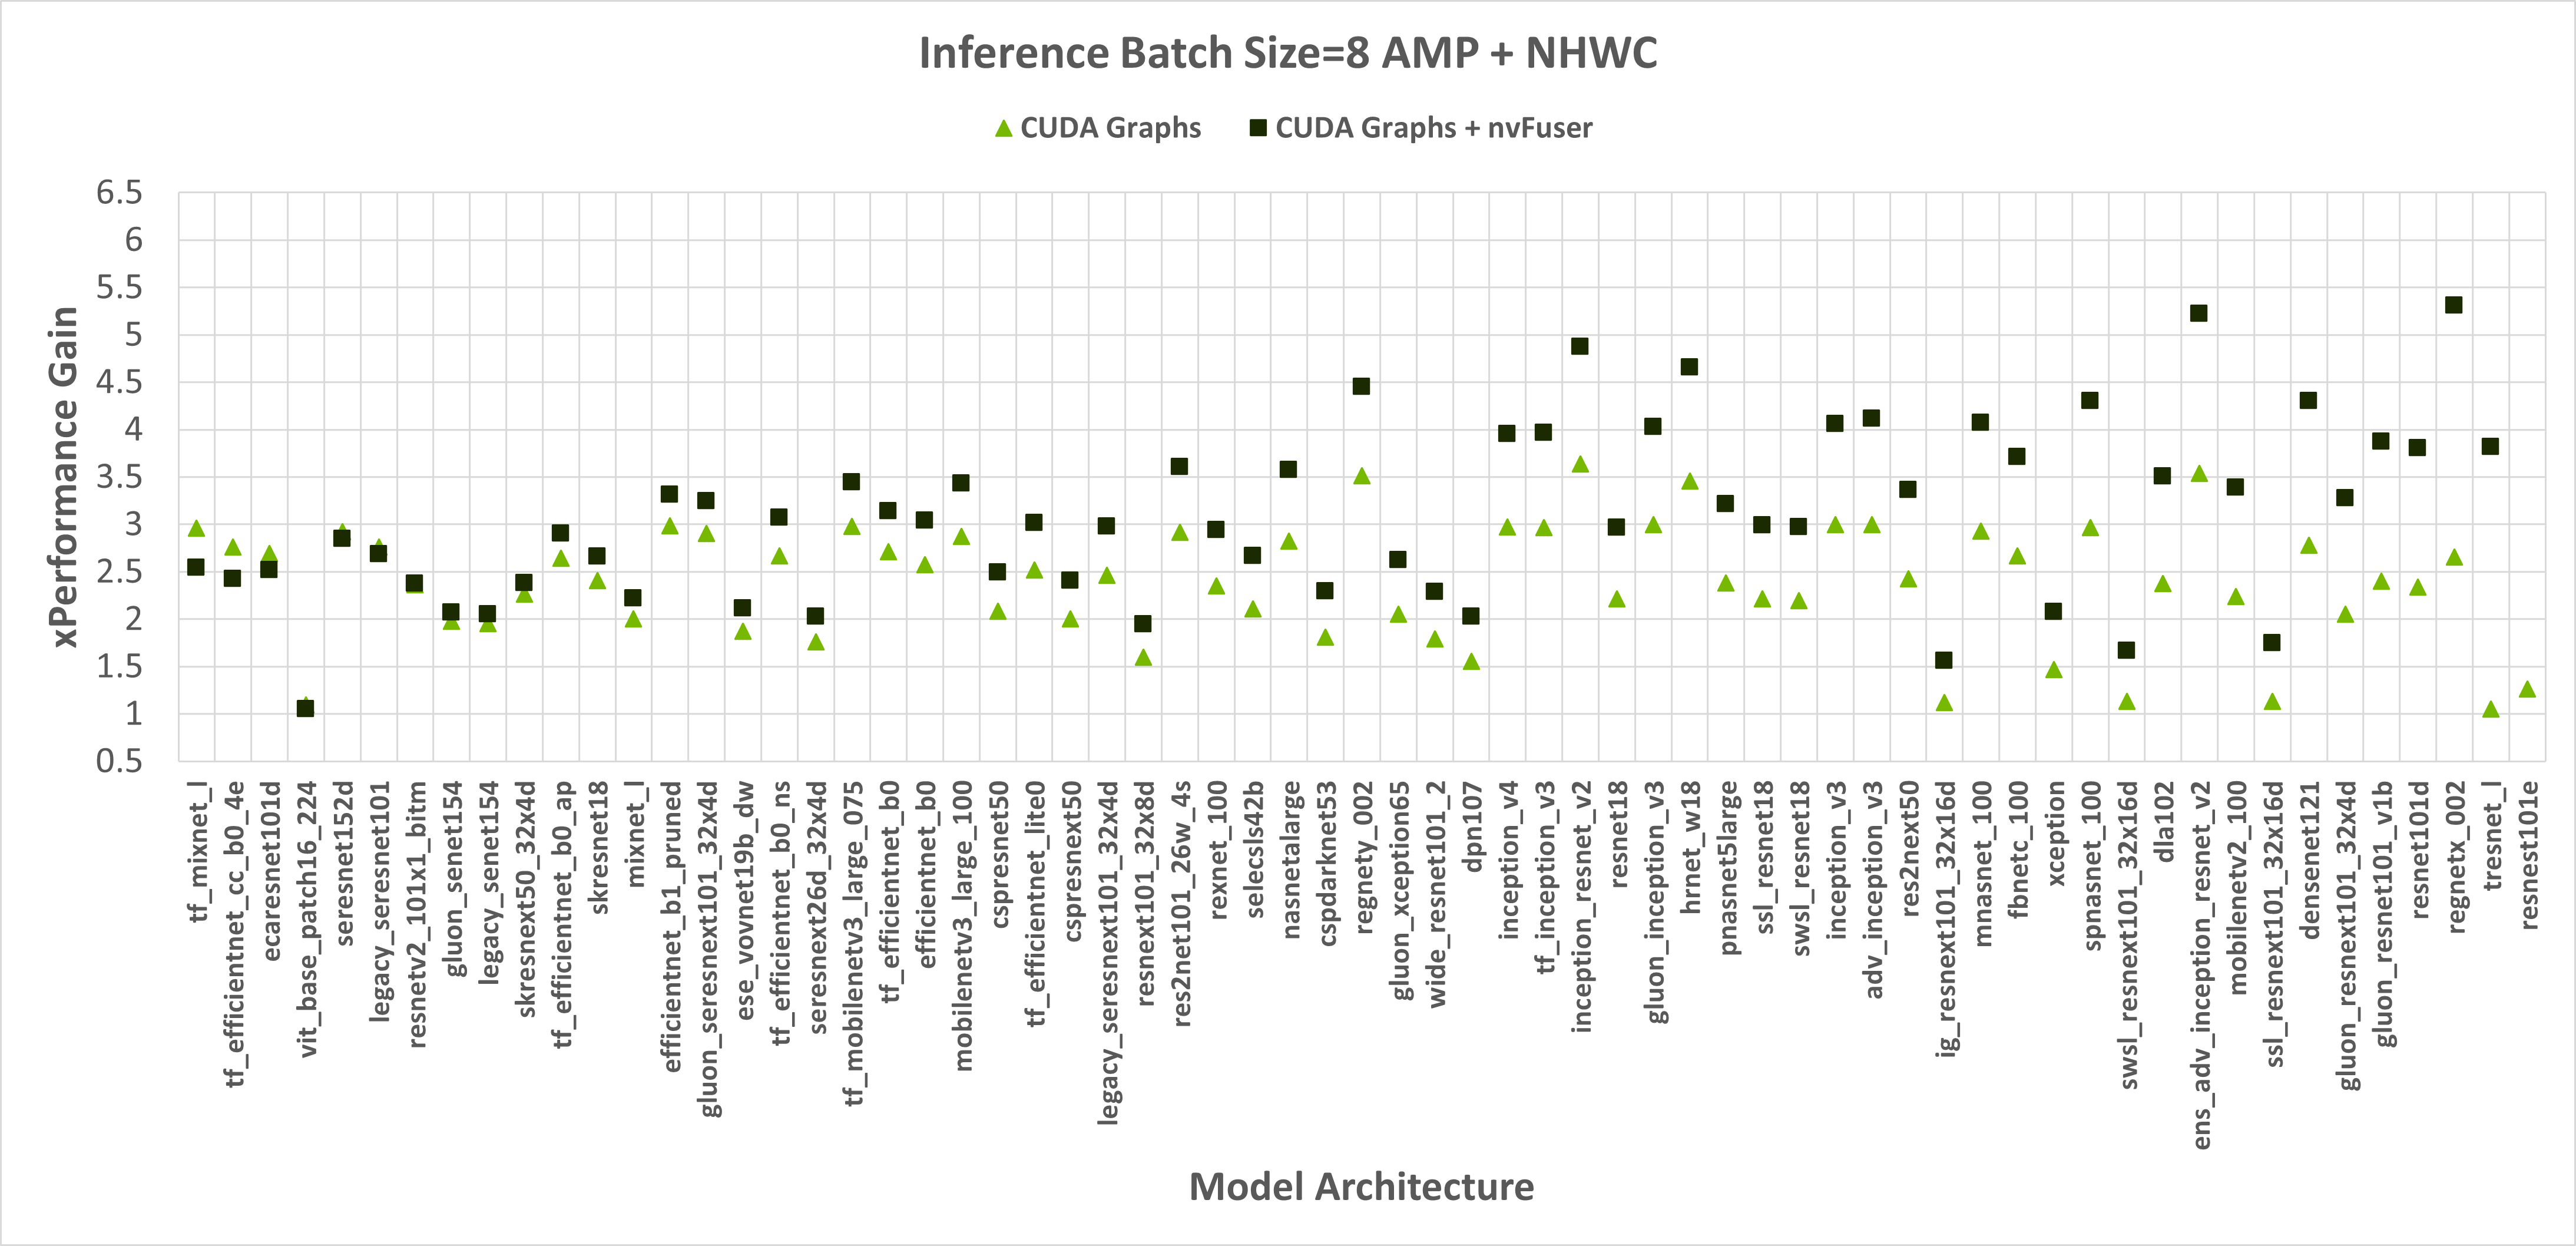 Inference Batch Size=8 AMP + NHWC
CUDA Graphs
CUDA Graphs + nvFuser
xPerformance Gain
6.5
6
5.5
5
4.5
4
3.5
3
2.5
2
1.5
1
0.5
tf_mixnet_l
tf_efficientnet_cc_b0_4e
ecaresnet101d
vit_base_patch16_224
seresnet152d
legacy_seresnet101
resnetv2_101x1_bitm
gluon_senet154
legacy_senet154
skresnext50_32x4d
tf_efficientnet_b0_ap
skresnet18
mixnet_l
efficientnet_b1_pruned
gluon_seresnext101_32x4d
ese_vovnet19b_dw
tf_efficientnet_b0_ns
seresnext26d_32x4d
tf_mobilenetv3_large_075
tf_efficientnet_b0
efficientnet_b0
mobilenetv3_large_100
cspresnet50
tf_efficientnet_lite0
cspresnext50
legacy_seresnext101_32x4d
resnext101_32x8d
res2net101_26w_4s
rexnet_100
selecsls42b
nasnetalarge
cspdarknet53
regnety_002
gluon_xception65
wide_resnet101_2
dpn107
inception_v4
tf_inception_v3
inception_resnet_v2
resnet18
gluon_inception_v3
hrnet_w18
pnasnet5large
ssl_resnet18
swsl_resnet18
inception_v3
adv_inception_v3
res2next50
ig_resnext101_32x16d
mnasnet_100
fbnetc_100
xception
spnasnet_100
swsl_resnext101_32x16d
dla102
ens_adv_inception_resnet_v2
mobilenetv2_100
ssl_resnext101_32x16d
densenet121
gluon_resnext101_32x4d
gluon_resnet101_v1b
resnet101d
regnetx_002
tresnet_l
resnest101e
Model Architecture